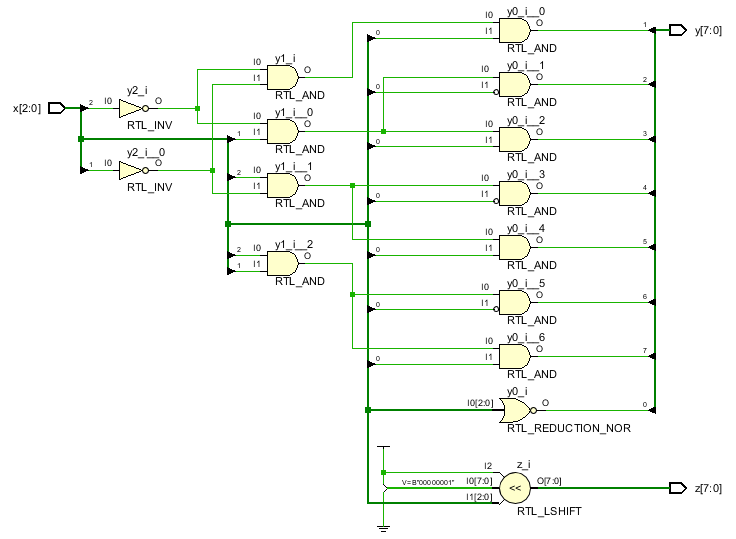 I0 y0_i__0 O 1 y[7:0]
0 I1 RTL_AND
y1_i
I0 O
I1
RTL_AND
I0 y0_i__1 O 2
0 I1
RTL_AND
x[2:0] 2 I0 y2_i O
RTL_INV
y1_i__0
I0 O
1 I1
RTL_AND
I0 y0_i__2 O 3
0 I1
RTL_AND
1 I0 y2_i__0 O
RTL_INV
y1_i__1
2 I0 O
I1
RTL_AND
I0 y0_i__3 O 4
0 I1
RTL_AND
I0 y0_i__4 O 5
0 I1
RTL_AND
y1_i__2
2 I0 O
1 I1
RTL_AND
I0 y0_i__5 O 6
0 I1
RTL_AND
I0 y0_i__6 O 7
0 I1
RTL_AND
y0_i
I0[2:0] O 0
RTL_REDUCTION_NOR
z_i
I2
V=B"00000001" I0[7:0] << O[7:0] z[7:0]
I1[2:0]
RTL_LSHIFT